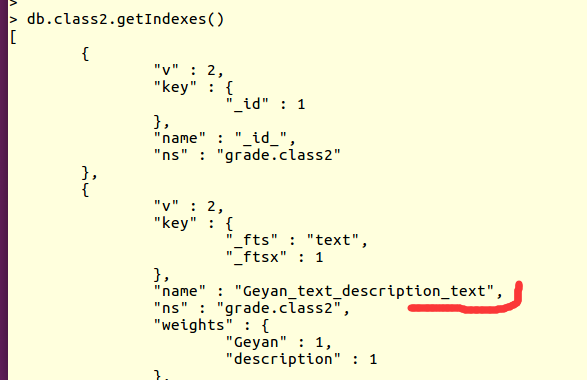 >
> db.class2.getIndexes()
[
{
"v" : 2,
"key" : {
"_id" : 1
},
"name" : "_id_",
"ns" : "grade.class2"
},
{
"v" : 2,
"key" : {
"_fts" : "text",
"_ftsx" : 1
},
"name" : "Geyan_text_description_text",
"ns" : "grade.class2",
"weights" : {
"Geyan" : 1,
"description" : 1
},